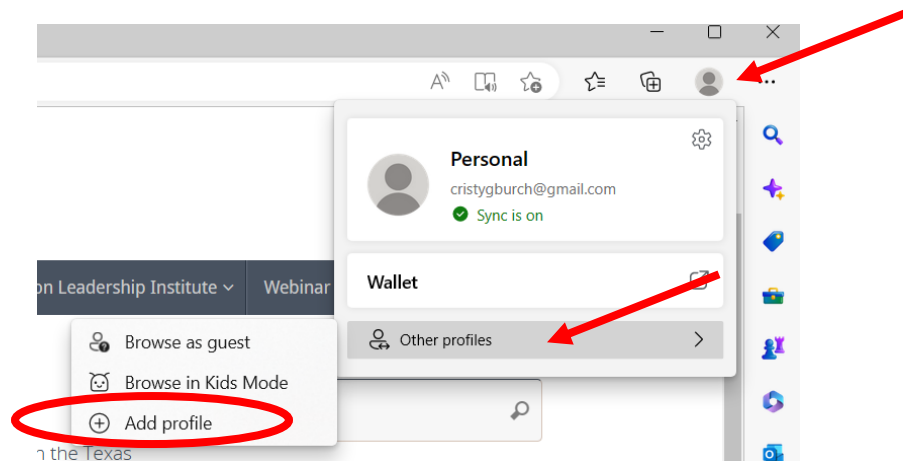 Personal
cristygburch@gmail.com
Sync is on
Wallet
on Leadership Institute Webinar
Other profiles
Browse as guest
Browse in Kids Mode
Add profile
the Texas